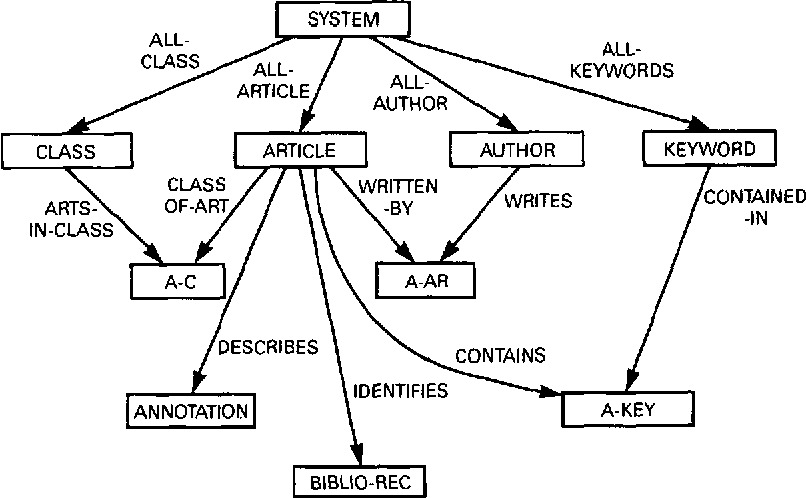 SYSTEM
ALL-
CLASS
ALL-
ARTICLE
ALL-
AUTHOR
ALL-
KEYWORDS
CLASS
ARTICLE
AUTHOR
KEYWORD
ARTS-
IN-CLASS
CLASS
OF-ART
WRITTEN
-BY
WRITES
CONTAINED
-IN
A-C
A-AR
DESCRIBES
IDENTIFIES
CONTAINS
ANNOTATION
A-KEY
BIBLIO-REC